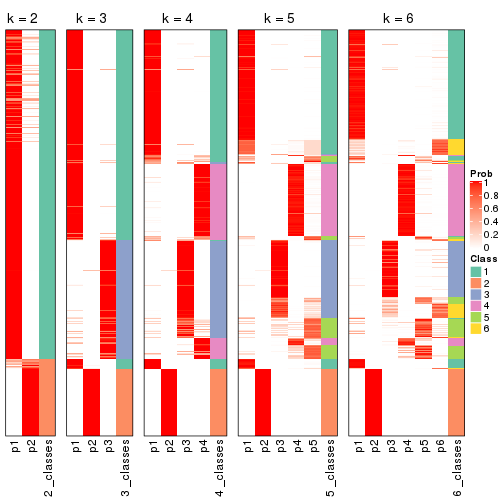 k = 2
k = 3
k = 4
k = 5
k = 6
Prob
1
0.8
0.6
0.4
0.2
0
Class
1
2
3
4
5
6
p1
p2
2_classes
p1
p2
p3
3_classes
p1
p2
p3
p4
4_classes
p1
p2
p3
p4
p5
5_classes
p1
p2
p3
p4
p5
p6
6_classes